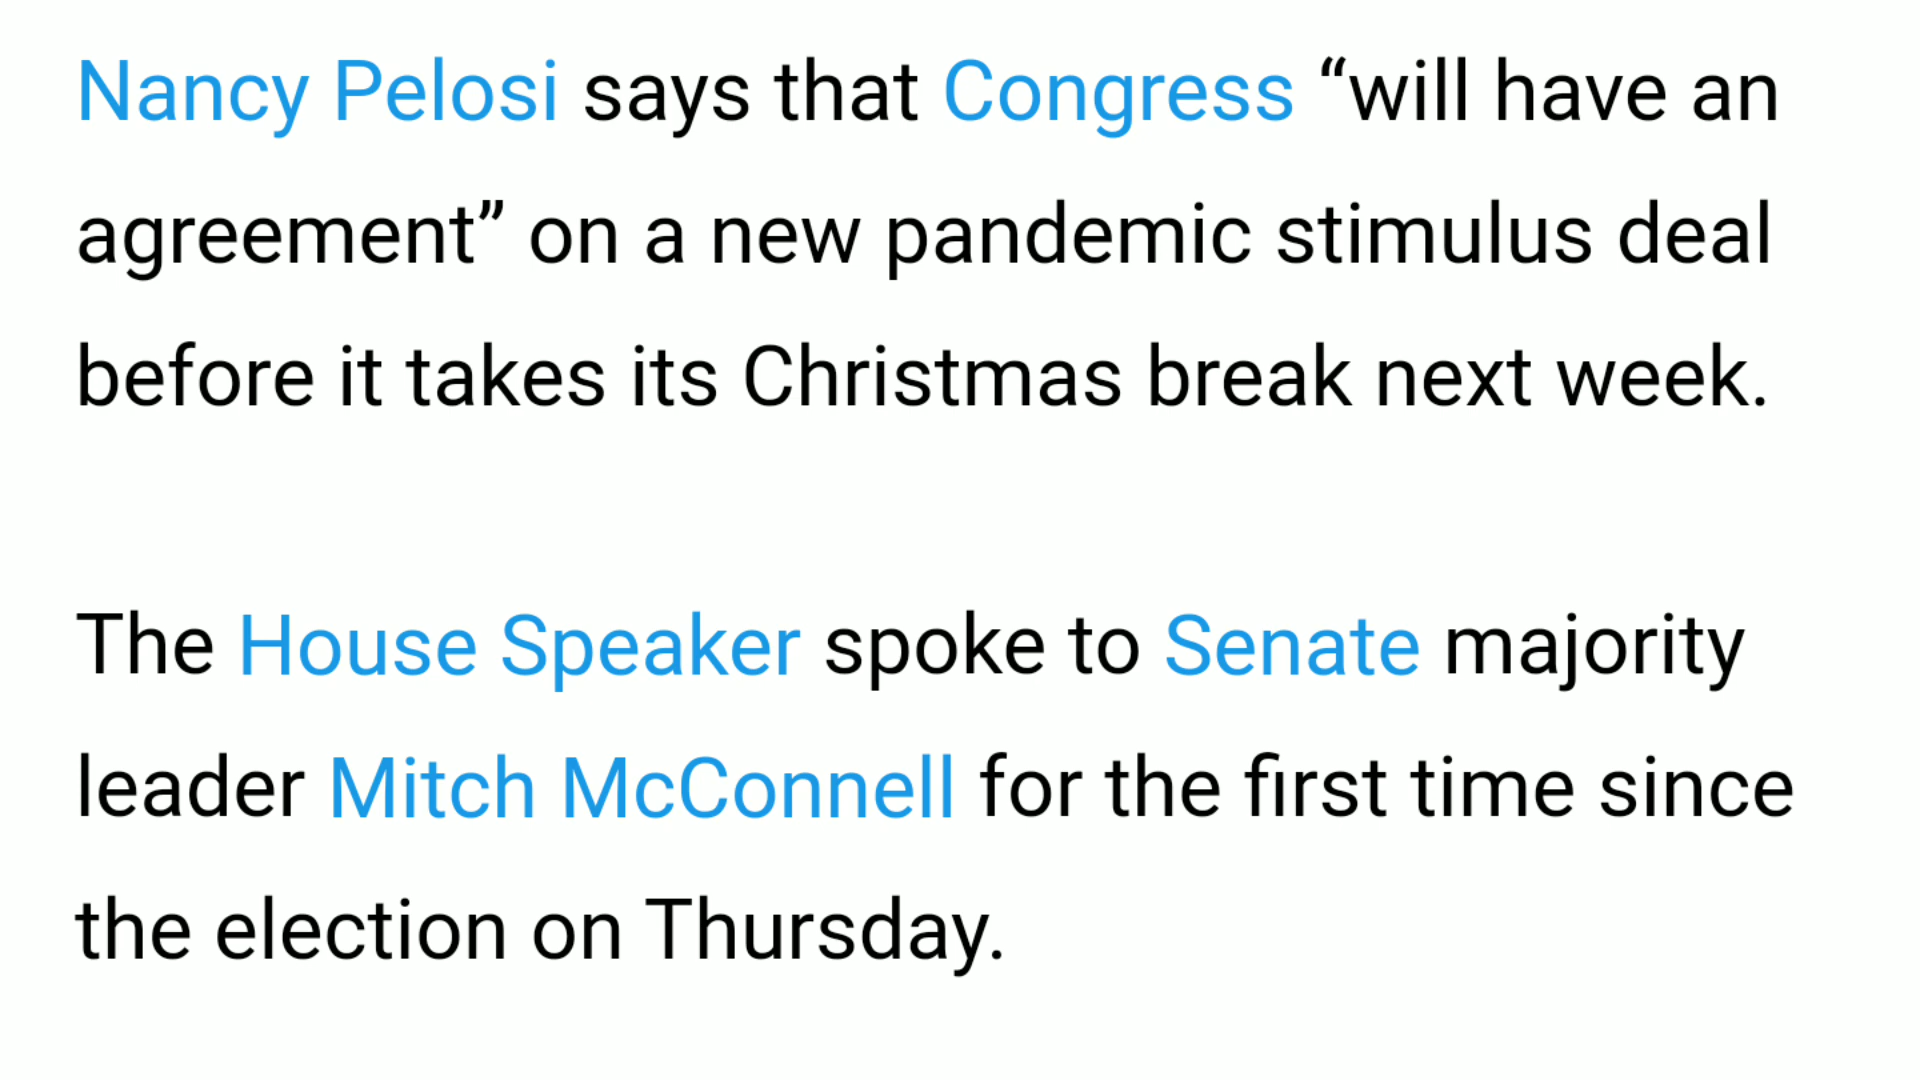 Nancy Pelosi says that Congress “will have an
agreement” on a new pandemic stimulus deal
before it takes its Christmas break next week.
The House Speaker spoke to Senate majority
leader Mitch McConnell for the first time since
the election on Thursday.